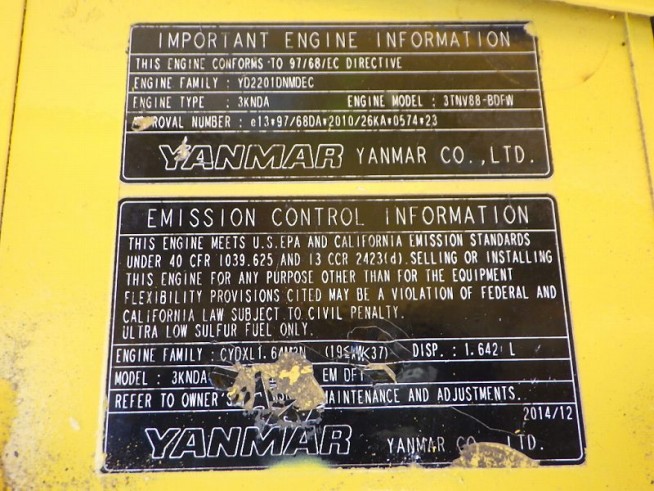 IMPORTANT ENGINE INFORMATION
THIS ENGINE CONFORMS TO 97/68/EC DIRECTIVE
ENGINE FAMILY : YD2201DNMDEC
ENGINE TYPE : 3KNDA ENGINE MODEL : 3TNV88-BDFW
NUMBER : e13*97/68DA*2010/26KA*0574*23
YANMAR YANMAR CO.,LTD.
EMISSION CONTROL INFORMATION
THIS ENGINE MEETS U.S.EPA AND CALIFORNIA EMISSION STANDARDS
UNDER 40 CFR 1039.625 AND 13 CCR 2423(d).SELLING OR INSTALLING
THIS ENGINE FOR ANY PURPOSE OTHER THAN FOR THE EQUIPMENT
FLEXIBILITY PROVISIONS CITED MAY BE A VIOLATION OF FEDERAL AND
CALIFORNIA LAW SUBJECT TO CIVIL PENALTY.
ULTRA LOW SULFUR FUEL ONLY.
ENGINE FAMILY : (19≦kW<37) DISP. : 1.642 L
MODEL : 3KNDA EM
REFER TO OWNER'S MAINTENANCE AND ADJUSTMENTS.
2014/12
YANMAR YANMAR CO LTD.